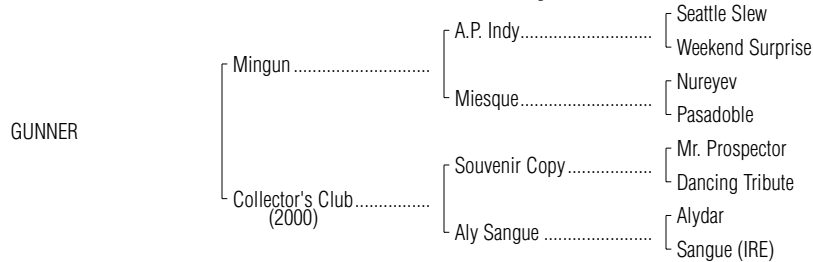 Seattle Slew
A.P. Indy............................
Weekend Surprise
Mingun .............................
Nureyev
Miesque............................
Pasadoble
GUNNER
Mr. Prospector
Souvenir Copy..................
Dancing Tribute
Collector's Club................
(2000)
Alydar
Aly Sangue .......................
Sangue (IRE)